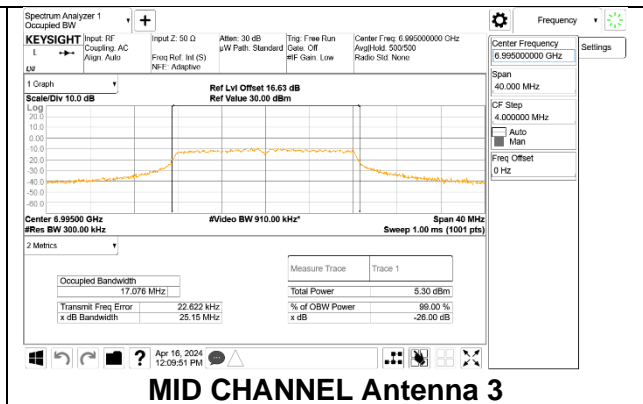 Spectrum Analyzer 1
Occupied BW
+
Frequency
KEYSIGHT
Input: RF
Coupling: AC
Align: Auto
Input Z: 50 Ω
Freq Ref: Int (S)
NFE: Adaptive
Atten: 30 dB
µW Path: Standard
Trig: Free Run
Gate: Off
#IF Gain: Low
Center Freq: 6.995000000 GHz
Avg|Hold: 500/500
Radio Std: None
Center Frequency
6.995000000 GHz
Settings
Span
40.000 MHz
CF Step
4.000000 MHz
Auto
Man
Freq Offset
0 Hz
1 Graph
Scale/Div 10.0 dB
Ref Lvl Offset 16.63 dB
Ref Value 30.00 dBm
Log
20.0
10.0
0.00
-10.0
-20.0
-30.0
-40.0
-50.0
-60.0
Center 6.99500 GHz
#Res BW 300.00 kHz
#Video BW 910.00 kHz*
Span 40 MHz
Sweep 1.00 ms (1001 pts)
2 Metrics
Measure Trace
Trace 1
Occupied Bandwidth
17.076 MHz
Total Power
5.30 dBm
Transmit Freq Error
22.622 kHz
% of OBW Power
99.00 %
x dB Bandwidth
25.15 MHz
x dB
-26.00 dB
?
Apr 16, 2024
12:09:51 PM
MID CHANNEL Antenna 3